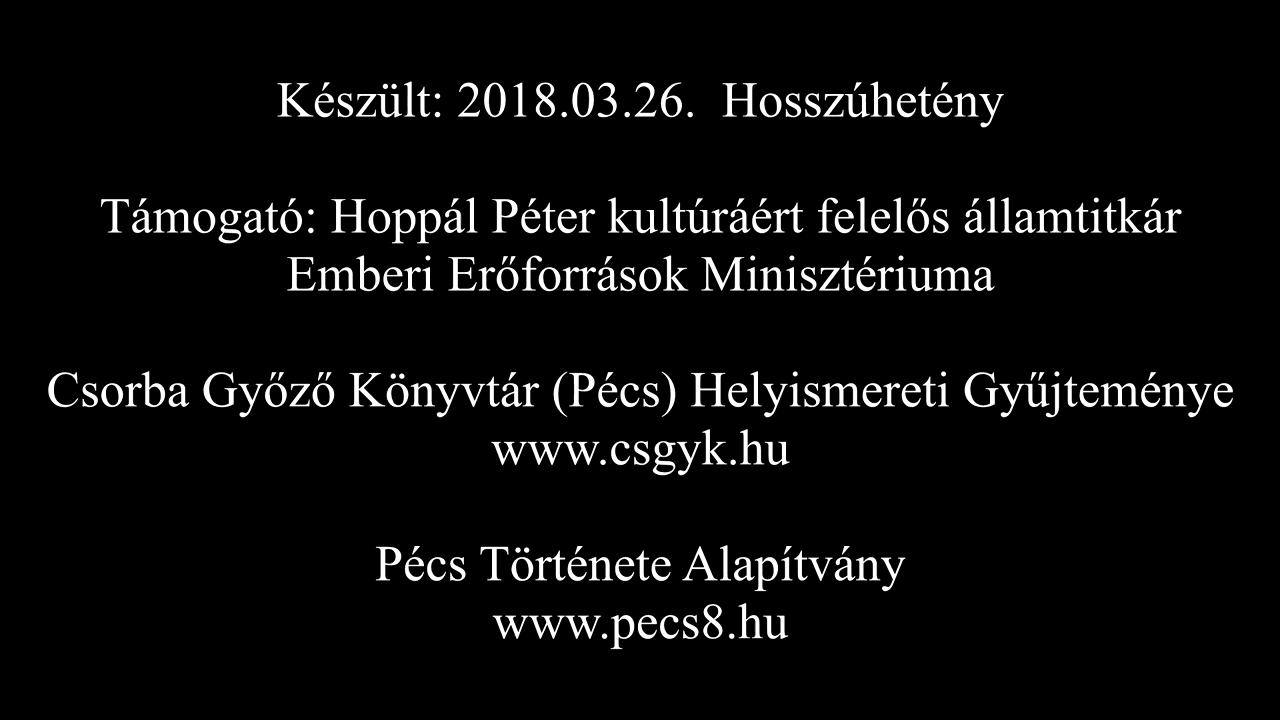 Készült: 2018.03.26. Hosszúhetény
Támogató: Hoppál Péter kultúráért felelős államtitkár
Emberi Erőforrások Minisztériuma
Csorba Győző Könyvtár (Pécs) Helyismereti Gyűjteménye
www.csgyk.hu
Pécs Története Alapítvány
www.pecs8.hu